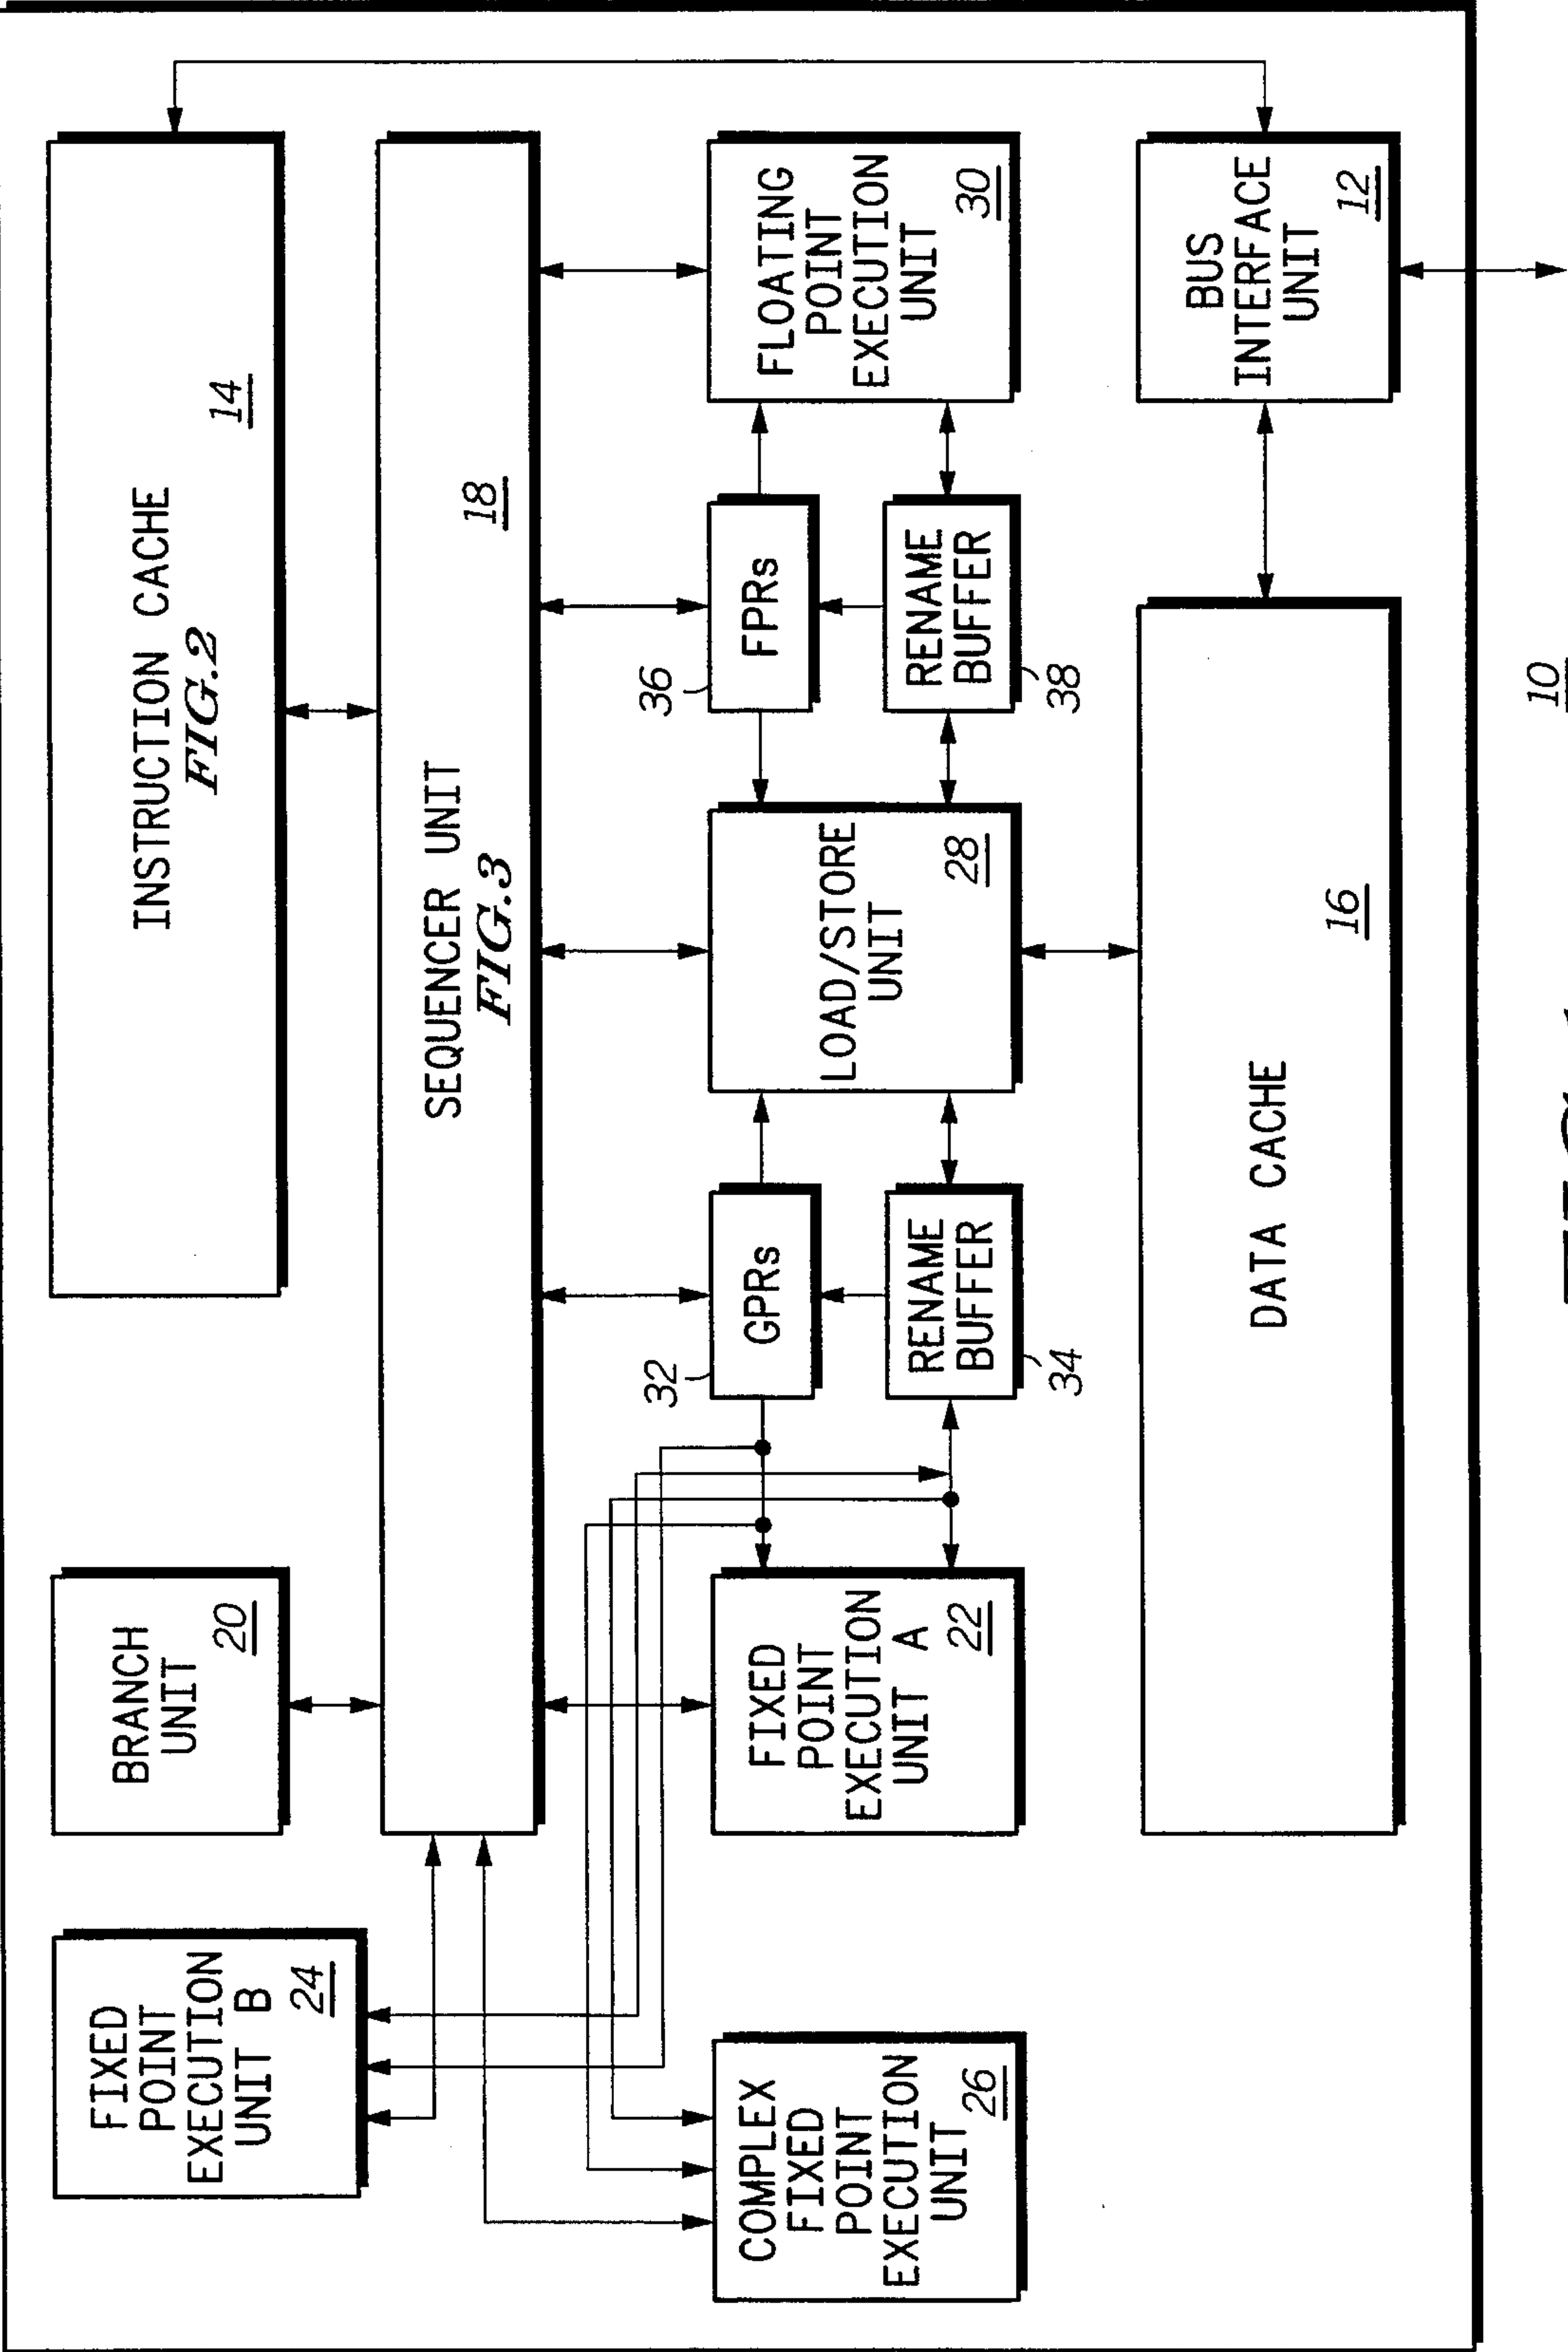 FIXED
POINT
EXECUTION
UNIT B
24
BRANCH
UNIT
20
INSTRUCTION CACHE
FIG.2
14
SEQUENCER UNIT
FIG.3
18
COMPLEX
FIXED
POINT
EXECUTION
UNIT
26
FIXED
POINT
EXECUTION
UNIT A
22
32
GPRs
RENAME
BUFFER
34
LOAD/STORE
UNIT
28
36
FPRs
RENAME
BUFFER
38
FLOATING
POINT
EXECUTION
UNIT
30
DATA CACHE
16
BUS
INTERFACE
UNIT
12
10